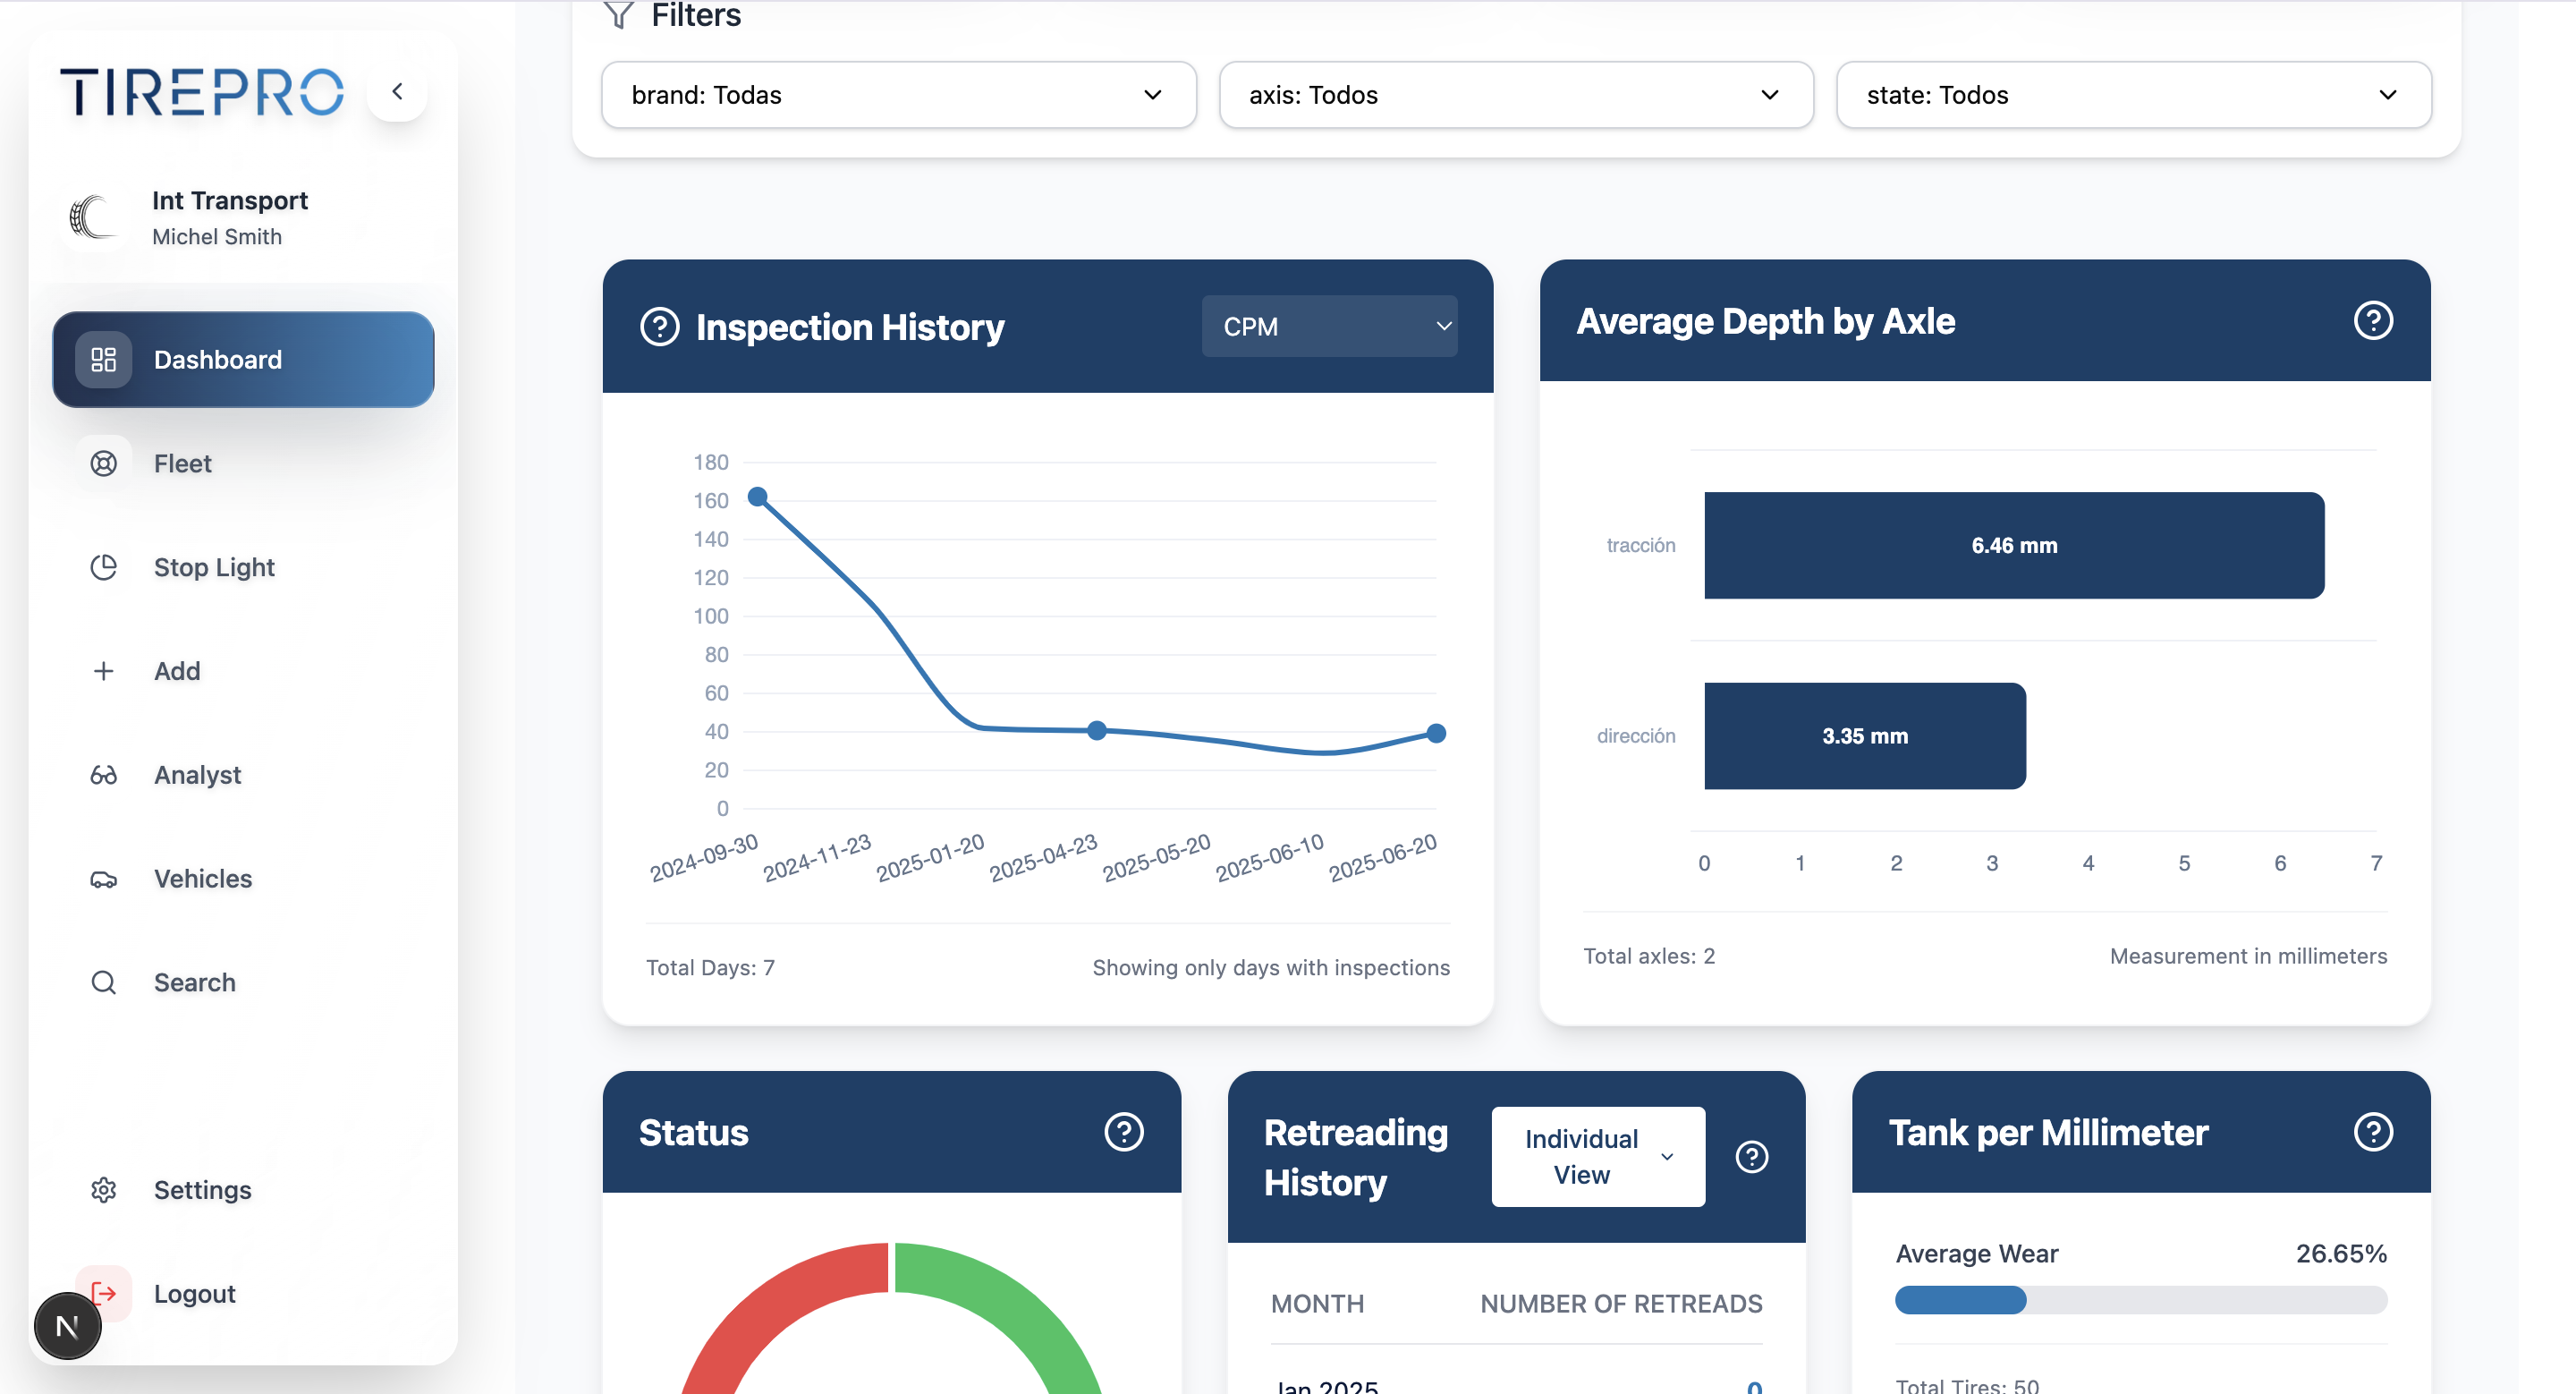 TIREPRO
Int Transport
Michel Smith
Dashboard
Fleet
Stop Light
Add
Analyst
Vehicles
Search
Settings
Logout
N
Filters
brand: Todas
axis: Todos
state: Todos
Inspection History
CPM
180
160
140
120
100
80
60
40
20
0
2024-09-30
2024-11-23
2025-01-20
2025-04-23
2025-05-20
2025-06-10
2025-06-20
Total Days: 7
Showing only days with inspections
Average Depth by Axle
?
tracción
6.46 mm
dirección
3.35 mm
0 1 2 3 4 5 6 7
Total axles: 2
Measurement in millimeters
Status
?
Retreading
History
Individual
View
?
MONTH
NUMBER OF RETREADS
Jan 2025
0
Tank per Millimeter
?
Average Wear
26.65%
Total Tires: 50